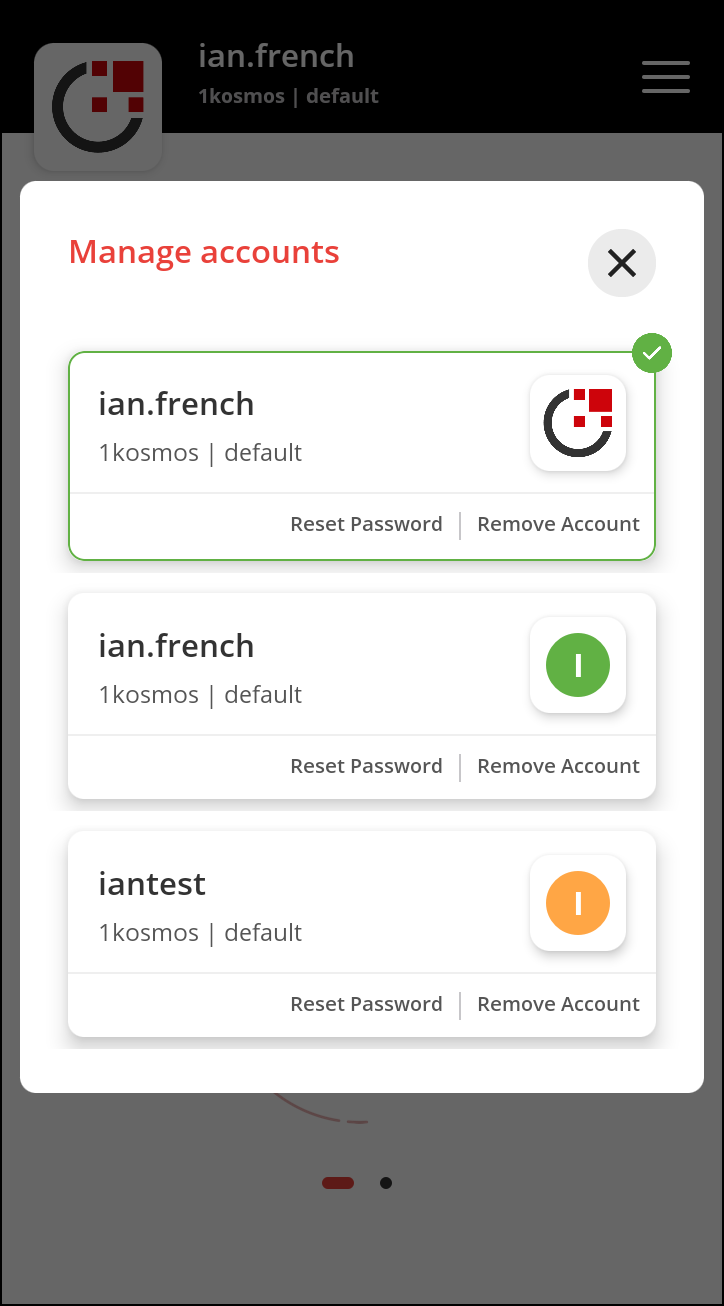 ian.french
1kosmos | default
Manage accounts
ian.french
1kosmos | default
Reset Password | Remove Account
ian.french
1kosmos | default
I
Reset Password | Remove Account
iantest
1kosmos | default
I
Reset Password | Remove Account